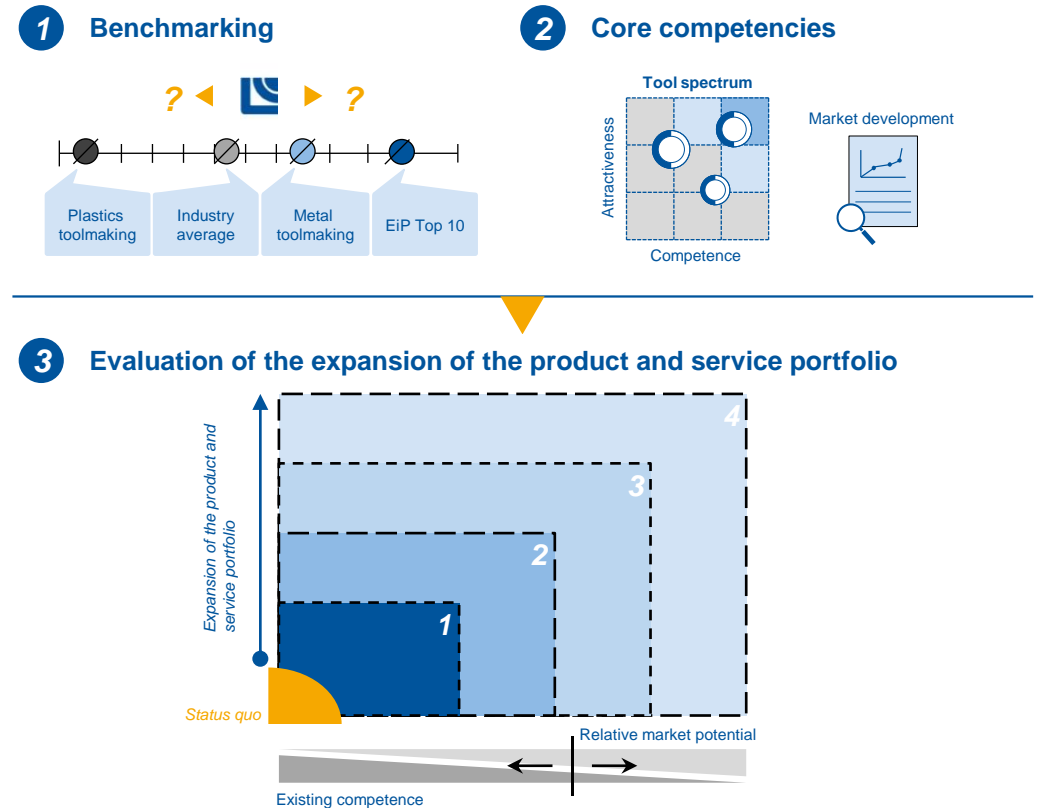 1 Benchmarking
? ?
Plastics
toolmaking
Industry
average
Metal
toolmaking
EiP Top 10
2 Core competencies
Tool spectrum
Attractiveness
Competence
Market development
3 Evaluation of the expansion of the product and service portfolio
Expansion of the product and
service portfolio
4
3
2
1
Status quo
Relative market potential
Existing competence